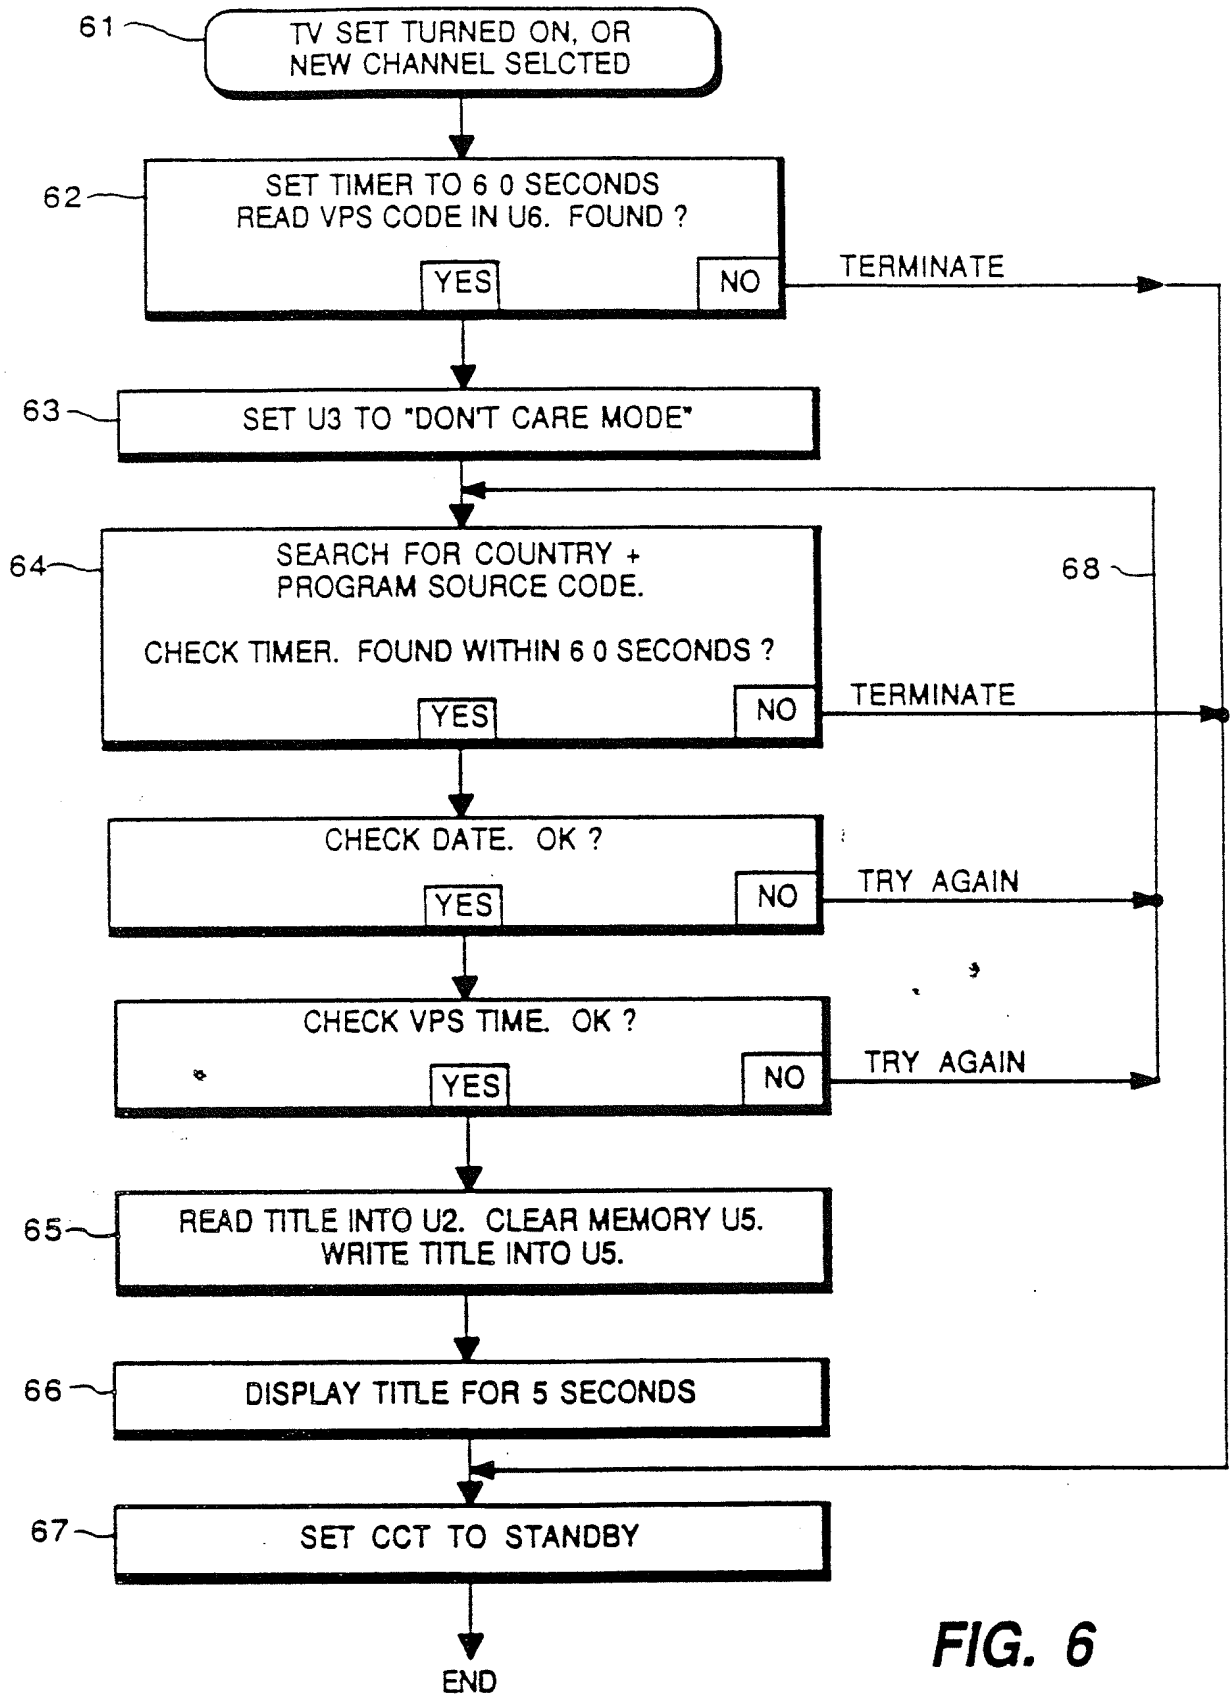 61
TV SET TURNED ON, OR
NEW CHANNEL SELCTED
62
SET TIMER TO 6 0 SECONDS
READ VPS CODE IN U6. FOUND ?
YES
NO
TERMINATE
63
SET U3 TO "DON'T CARE MODE"
64
SEARCH FOR COUNTRY +
PROGRAM SOURCE CODE.
68
CHECK TIMER. FOUND WITHIN 6 0 SECONDS ?
YES
NO
TERMINATE
CHECK DATE. OK ?
YES
NO
TRY AGAIN
CHECK VPS TIME. OK ?
YES
NO
TRY AGAIN
65
READ TITLE INTO U2. CLEAR MEMORY U5.
WRITE TITLE INTO U5.
66
DISPLAY TITLE FOR 5 SECONDS
67
SET CCT TO STANDBY
END
FIG. 6